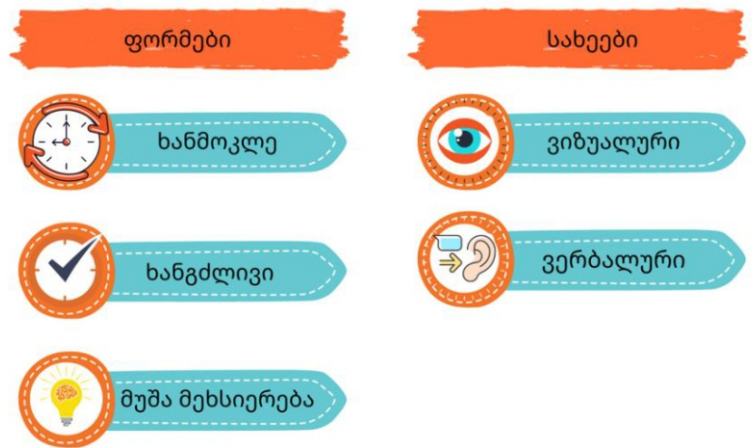 ფორმები
ხანმოკლე
ხანგძლივი
მუშა მეხსიერება
სახეები
ვიზუალური
ვერბალური